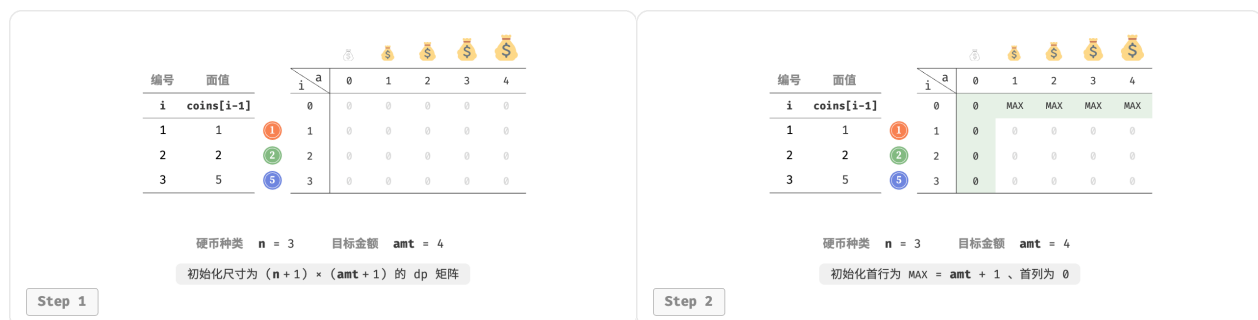 编号 面值
i coins[i-1]
1 1
2 2
3 5
1
2
5
$ $ $ $ $
i a 0 1 2 3 4
0 0 0 0 0 0
1 0 0 0 0 0
2 0 0 0 0 0
3 0 0 0 0 0
硬币种类 n = 3 目标金额 amt = 4
初始化尺寸为 (n + 1) × (amt + 1) 的 dp 矩阵
Step 1
编号 面值
i coins[i-1]
1 1
2 2
3 5
1
2
5
$ $ $ $ $
i a 0 1 2 3 4
0 0 MAX MAX MAX MAX
1 0 0 0 0 0
2 0 0 0 0 0
3 0 0 0 0 0
硬币种类 n = 3 目标金额 amt = 4
初始化首行为 MAX = amt + 1 、首列为 0
Step 2